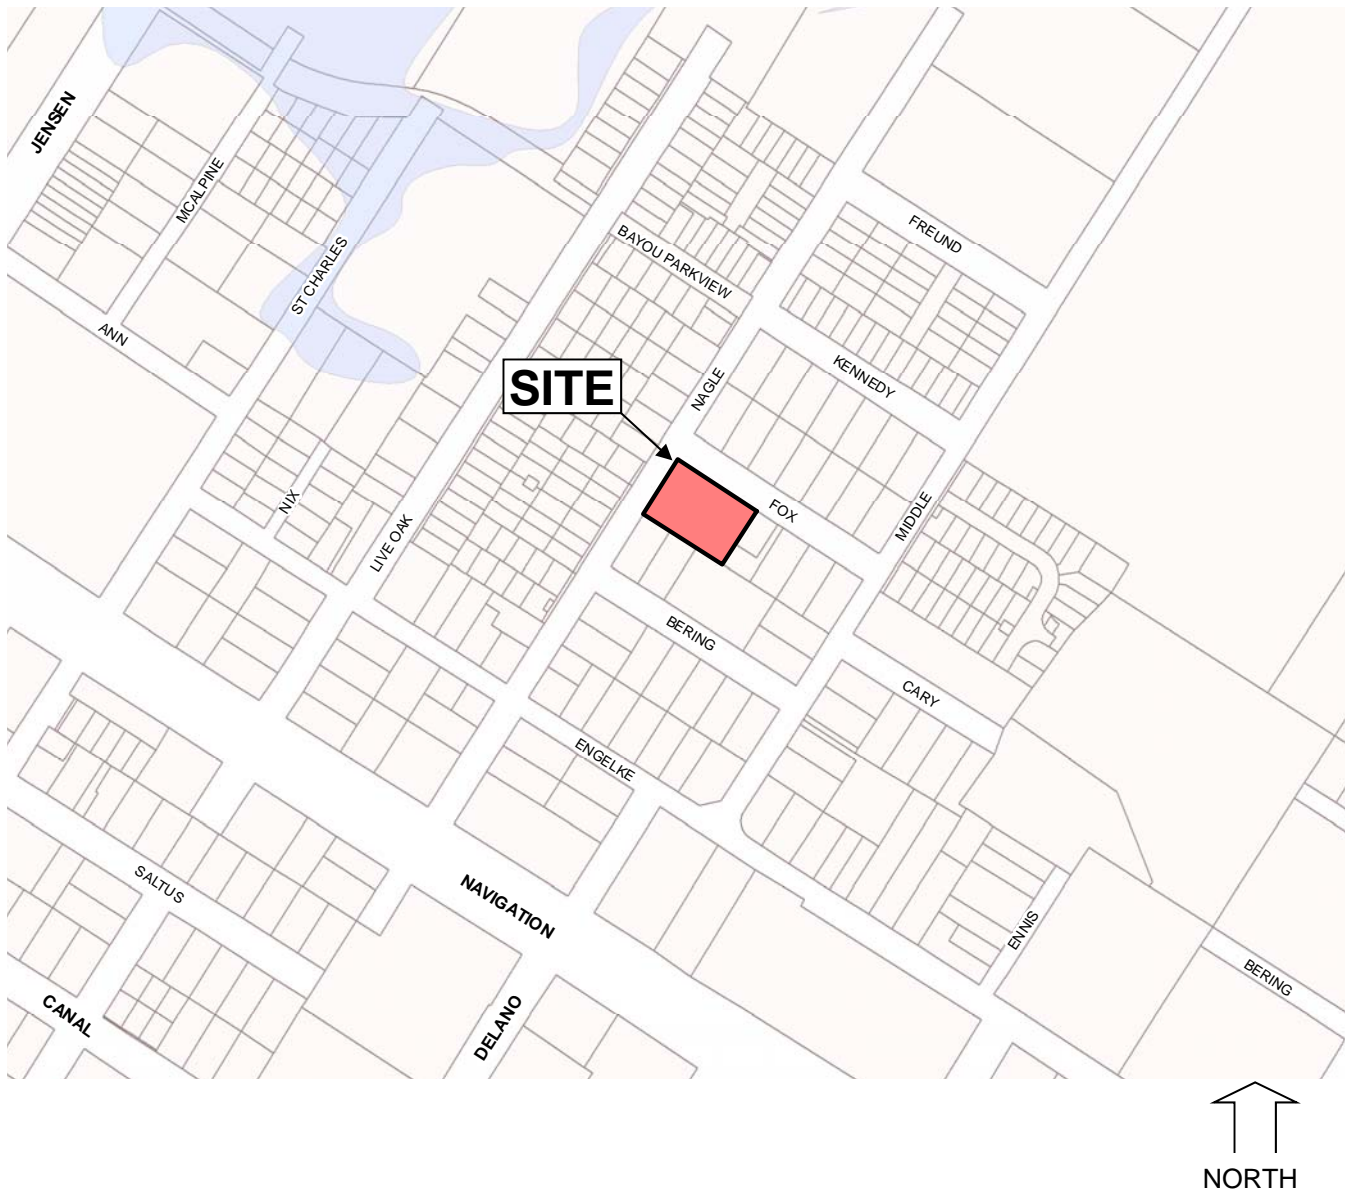 JENSEN
MCALPINE
FREUND
BAYOU PARKVIEW
ST CHARLES
ANN
KENNEDY
SITE
NAGLE
NIX
FOX
MIDDLE
LIVE OAK
BERING
CARY
ENGELKE
SALTUS
NAVIGATION
ENNIS
BERING
CANAL
DELANO
NORTH